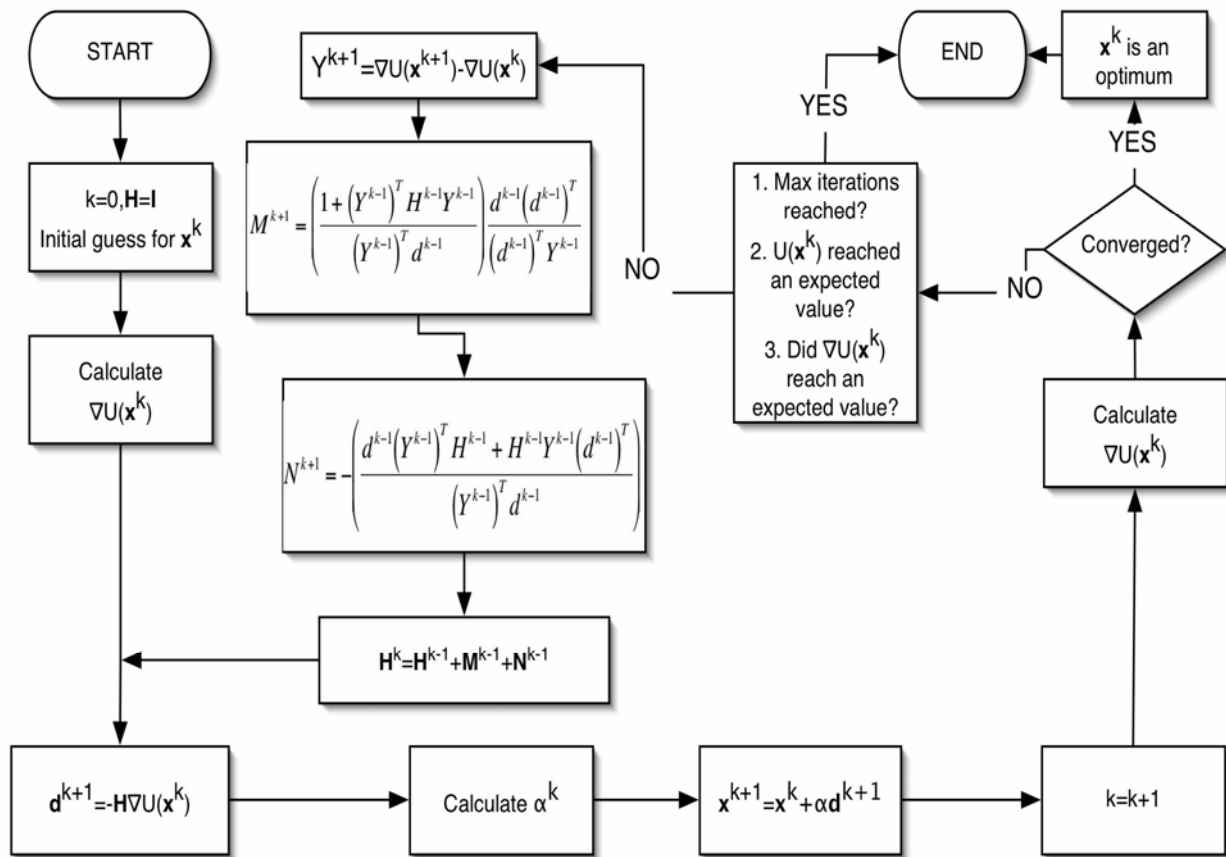 START
k=0,H=I
Initial guess for x^k
Calculate
∇U(x^k)
Y^{k+1}=∇U(x^{k+1})-∇U(x^k)
M^{k+1} = ( (1+(Y^{k-1})^T H^{k-1}Y^{k-1}) / ((Y^{k-1})^T d^{k-1}) ) (d^{k-1}(d^{k-1})^T) / ((d^{k-1})^T Y^{k-1})
N^{k+1} = -( (d^{k-1}(Y^{k-1})^T H^{k-1} + H^{k-1}Y^{k-1}(d^{k-1})^T) / ((Y^{k-1})^T d^{k-1}) )
H^k=H^{k-1}+M^{k-1}+N^{k-1}
d^{k+1}=-H∇U(x^k)
Calculate α^k
x^{k+1}=x^k+αd^{k+1}
k=k+1
Calculate
∇U(x^k)
Converged?
YES
x^k is an
optimum
END
NO
1. Max iterations
reached?
2. U(x^k) reached
an expected
value?
3. Did ∇U(x^k)
reach an
expected value?
YES
NO